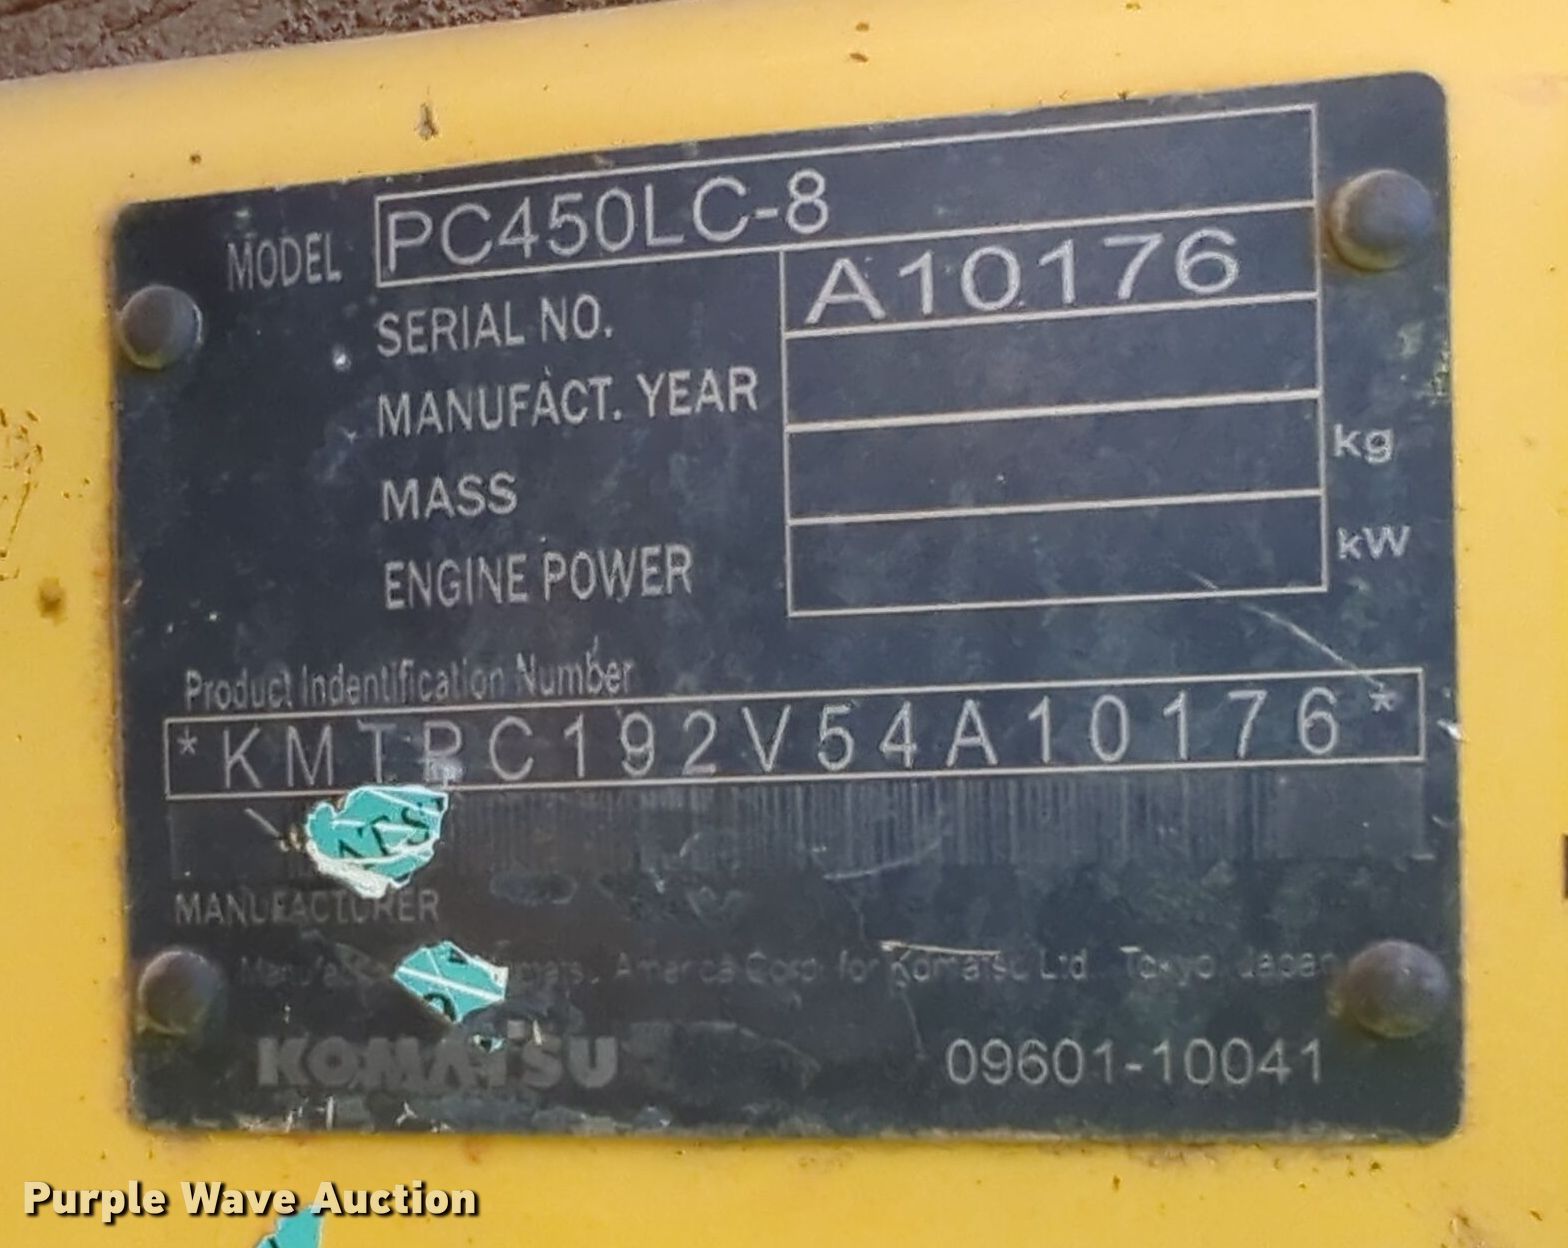 MODEL PC450LC-8
SERIAL NO. A10176
MANUFACT. YEAR
MASS kg
ENGINE POWER kW
Product Indentification Number
*KMTPC192V54A10176*
ATS
MANUFACTURER
America Corp for Komatsu Ltd Tokyo Japan
KOMATSU
09601-10041
Purple Wave Auction